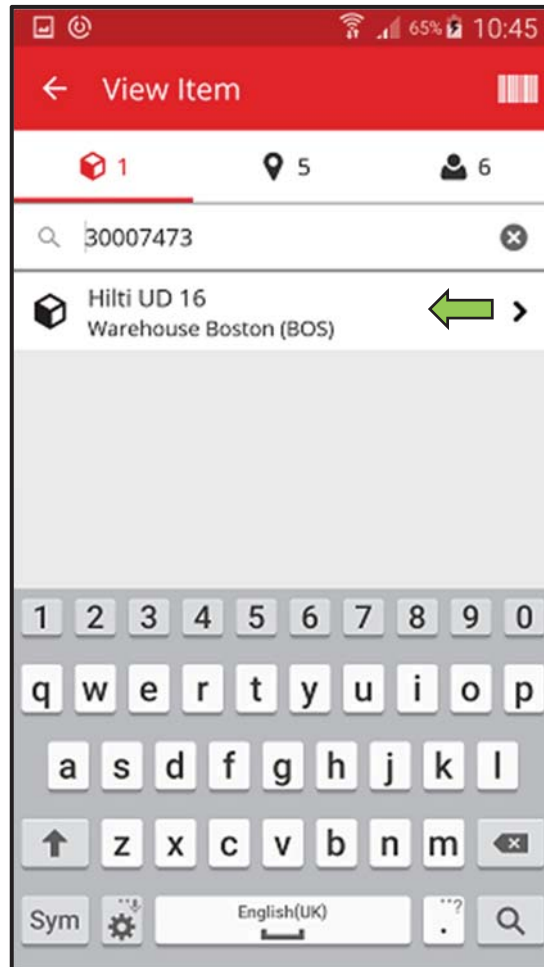 65% 10:45
View Item
1 5 6
30007473
Hilti UD 16
Warehouse Boston (BOS)
1 2 3 4 5 6 7 8 9 0
q w e r t y u i o p
a s d f g h j k l
z x c v b n m
Sym English(UK) . ...?